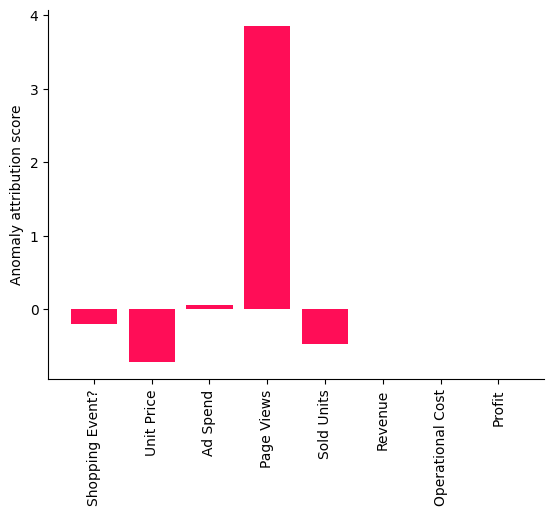 4
3
2
1
0
Anomaly attribution score
Shopping Event?
Unit Price
Ad Spend
Page Views
Sold Units
Revenue
Operational Cost
Profit